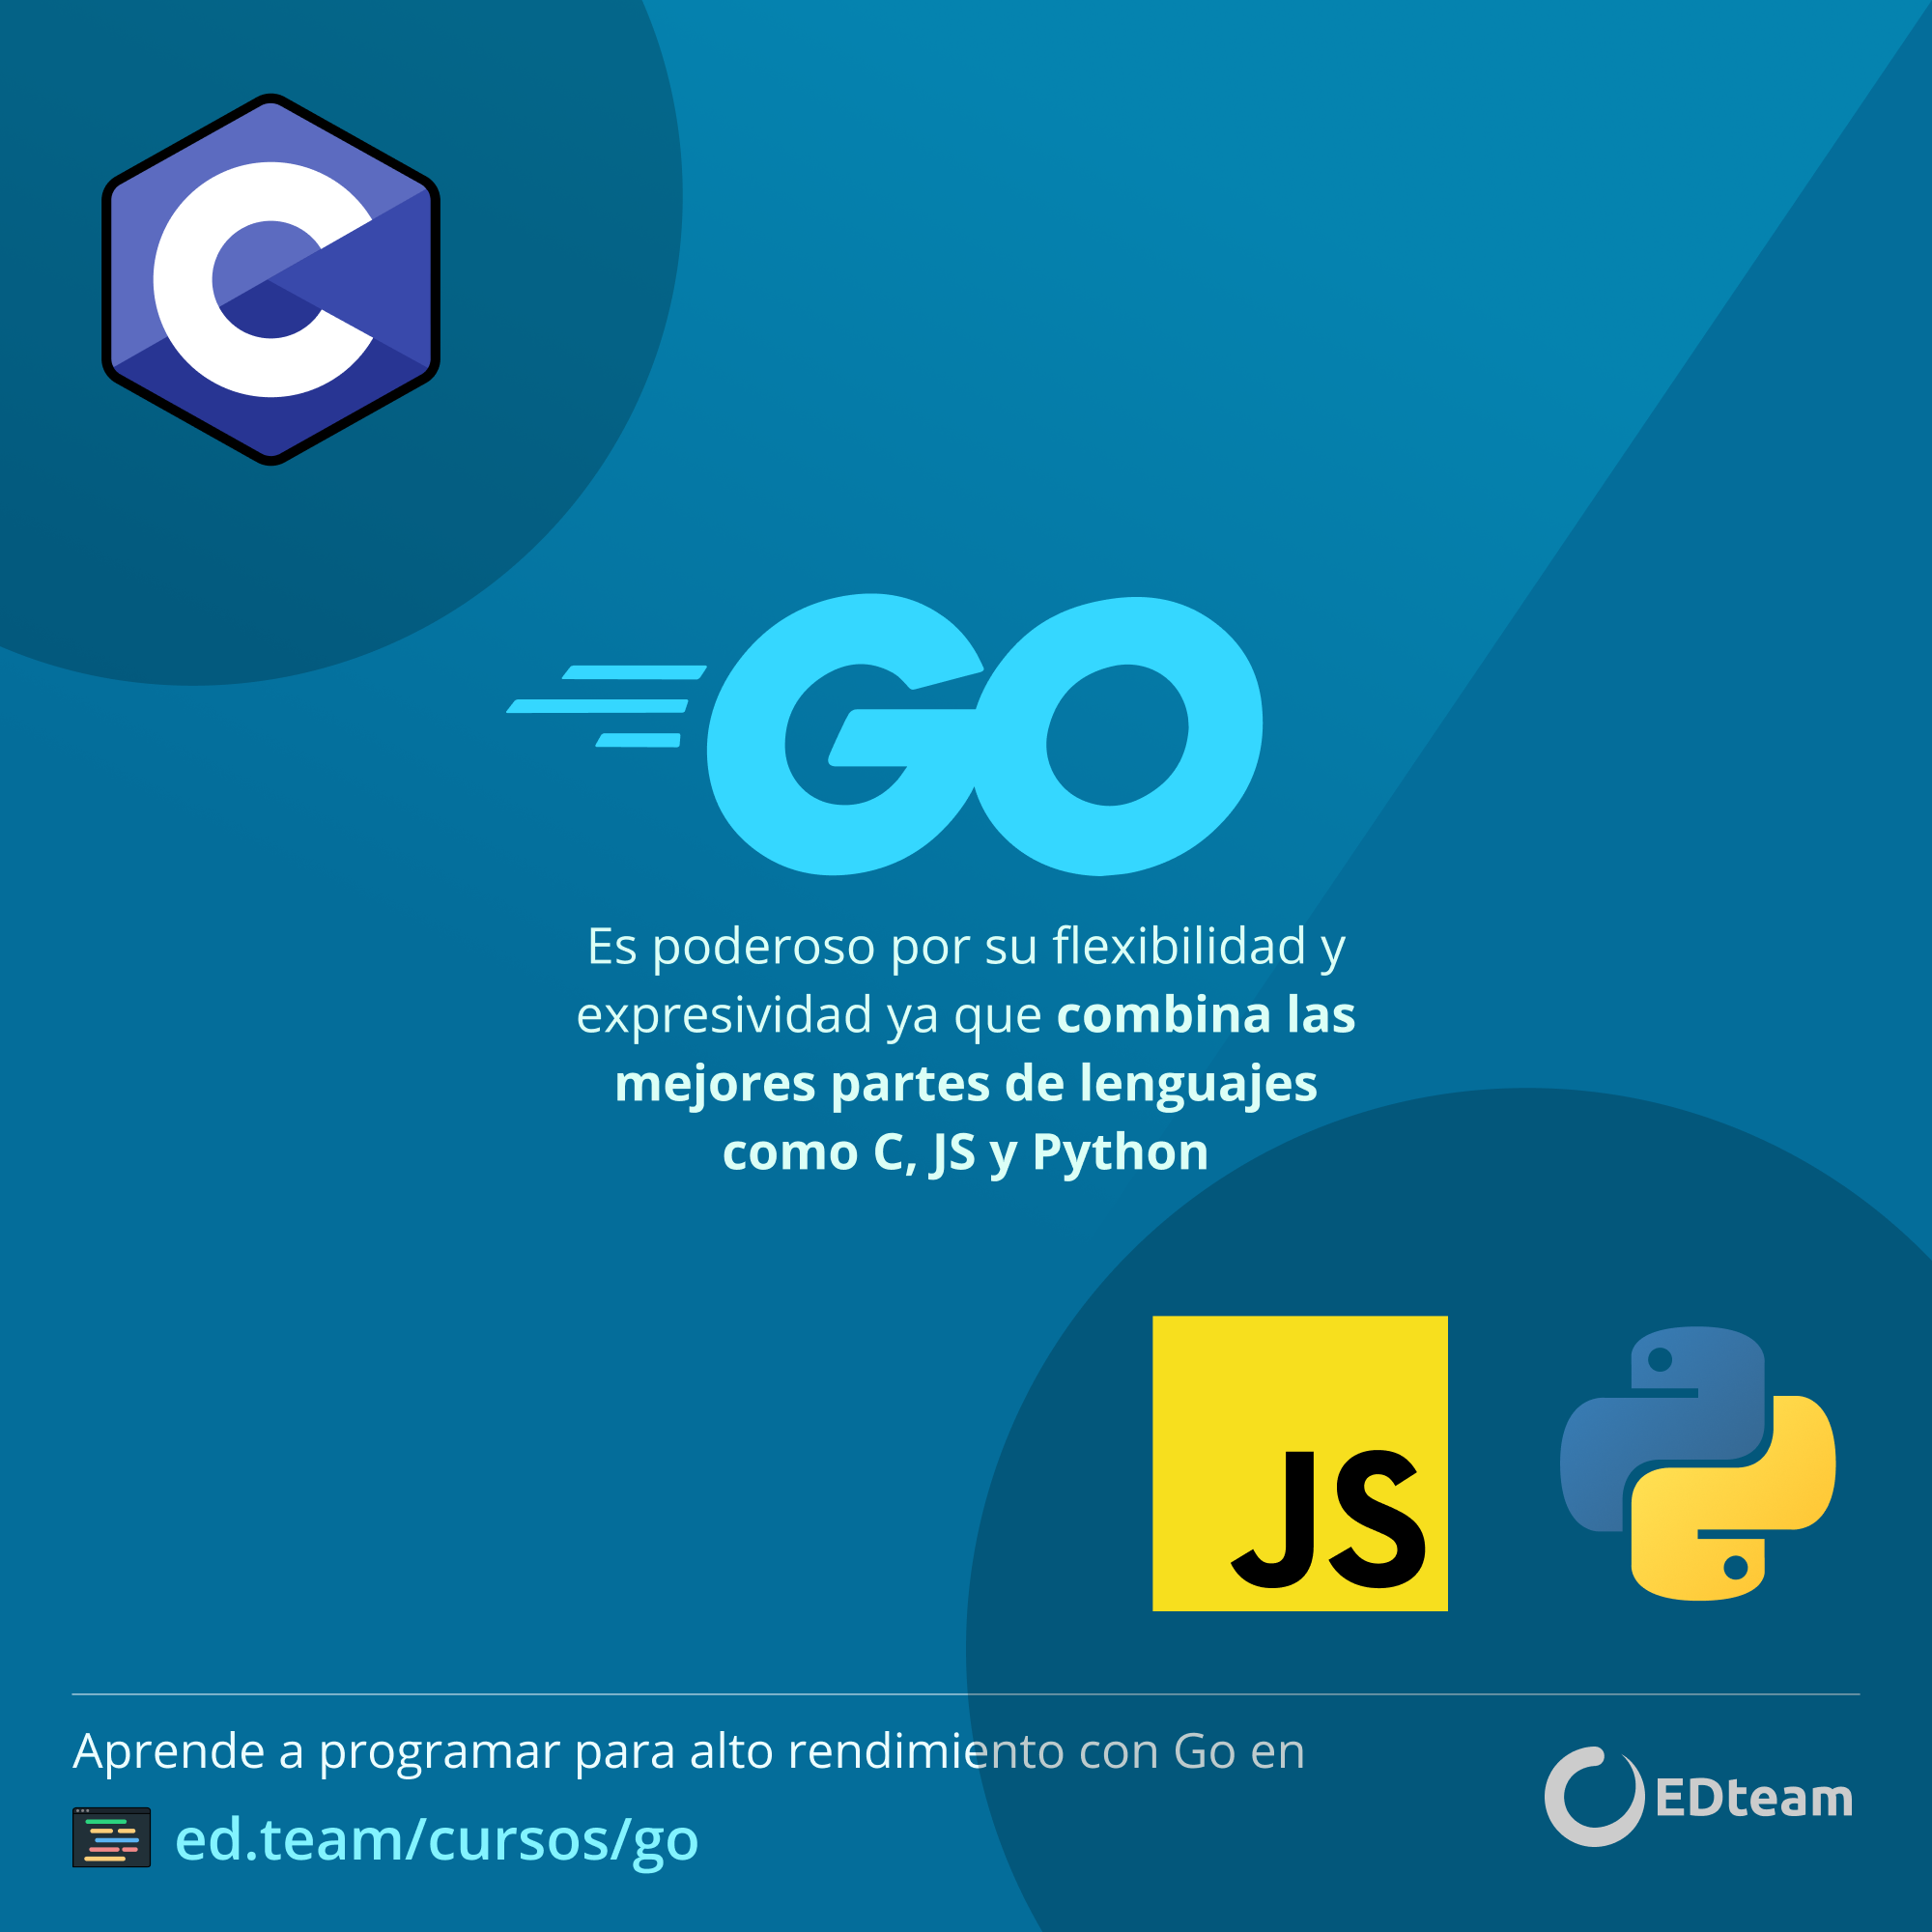 C
GO
Es poderoso por su flexibilidad y
expresividad ya que combina las
mejores partes de lenguajes
como C, JS y Python
JS
Aprende a programar para alto rendimiento con Go en
ed.team/cursos/go
EDteam